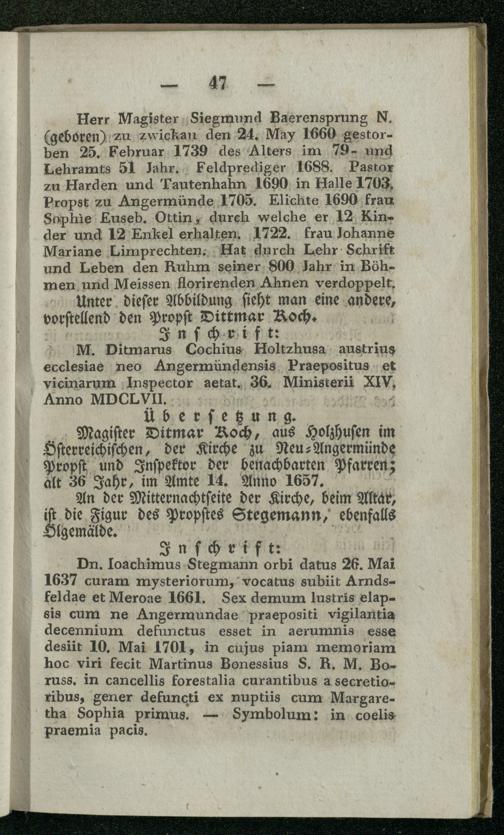 — 47 —
Herr Magister Siegmund Baerensprung N.
(geboren) zu zwickau den 24. May 1660 gestor-
ben 25. Februar 1739 des Alters im 79- und
Lehramts 51 Jahr. Feldprediger 1688. Pastor
zu Harden und Tautenhahn 1690 in Halle 1703,
Propst zu Angermünde 1705. Elichte 1690 frau
Sophie Euseb. Ottin, durch welche er 12 Kin-
der und 12 Enkel erhalten. 1722. frau Johanne
Mariane Limprechten. Hat durch Lehr Schrift
und Leben den Ruhm seiner 800 Jahr in Böh-
men und Meissen florirenden Ahnen verdoppelt.
Unter dieser Abbildung sieht man eine andere,
vorstellend den Propst Dittmar Koch.
Inschrift:
M. Ditmarus Cochius Holtzhusa austrius
ecclesiae neo Angermündensis Praepositus et
vicinarum Inspector aetat. 36. Ministerii XIV,
Anno MDCLVII.
Übersetzung.
Magister Ditmar Koch, aus Holzhusen im
Österreichischen, der Kirche zu Neu-Angermünde
Propst und Inspektor der benachbarten Pfarren;
alt 36 Jahr, im Amte 14. Anno 1657.
An der Mitternachtseite der Kirche, beim Altar,
ist die Figur des Propstes Stegemann, ebenfalls
Ölgemälde.
Inschrift:
Dn. Ioachimus Stegmann orbi datus 26. Mai
1637 curam mysteriorum, vocatus subiit Arnds-
feldae et Meroae 1661. Sex demum lustris elap-
sis cum ne Angermundae praepositi vigilantia
decennium defunctus esset in aerumnis esse
desiit 10. Mai 1701, in cujus piam memoriam
hoc viri fecit Martinus Bonessius S. R. M. Bo-
russ. in cancellis forestalia curantibus a secretio-
ribus, gener defuncti ex nuptiis cum Margare-
tha Sophia primus. — Symbolum: in coelis
praemia pacis.